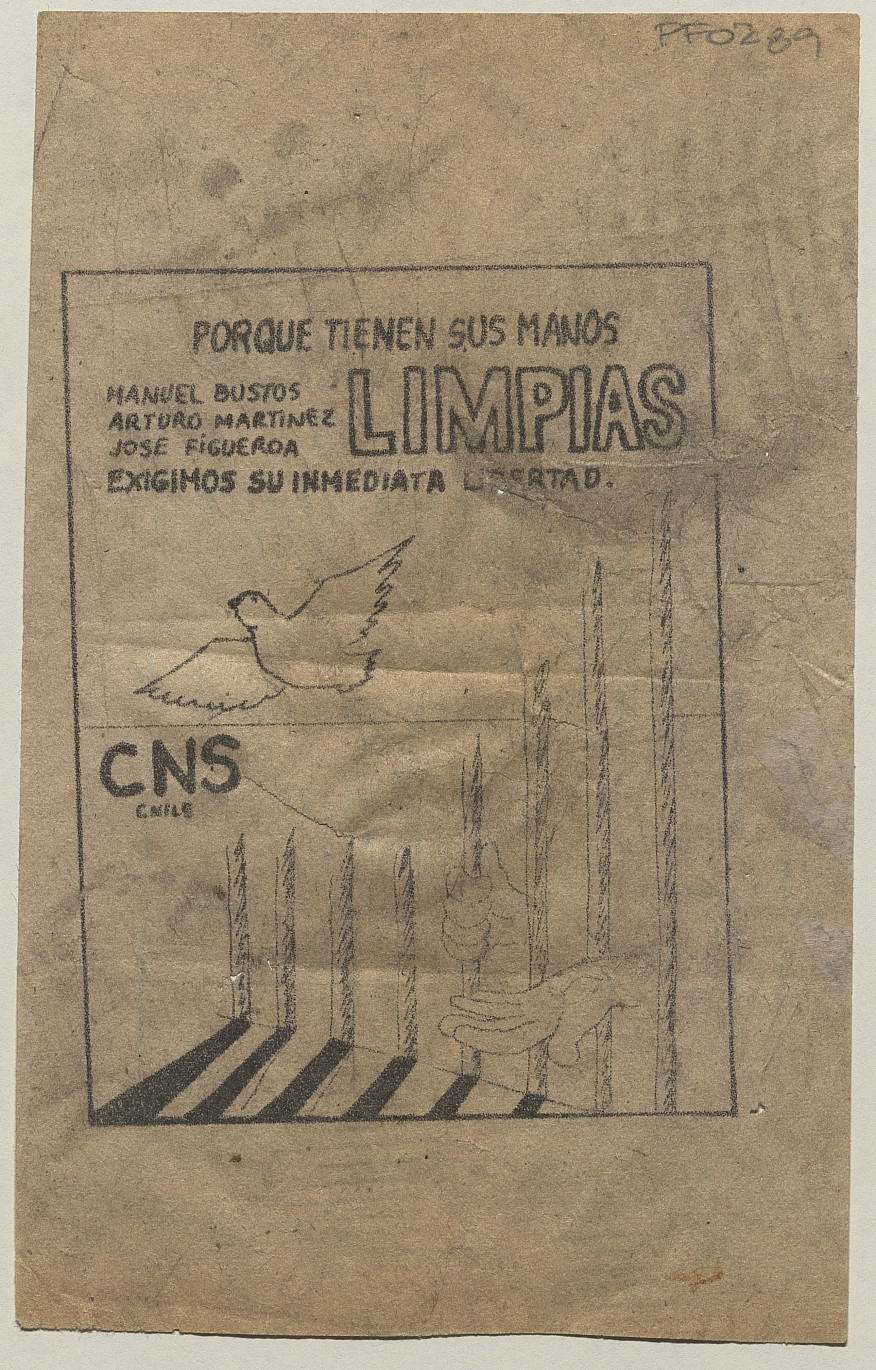 PF0289
PORQUE TIENEN SUS MANOS
LIMPIAS
MANUEL BUSTOS
ARTURO MARTINEZ
JOSE FIGUEROA
EXIGIMOS SU INMEDIATA LIBERTAD.
CNS
CHILE